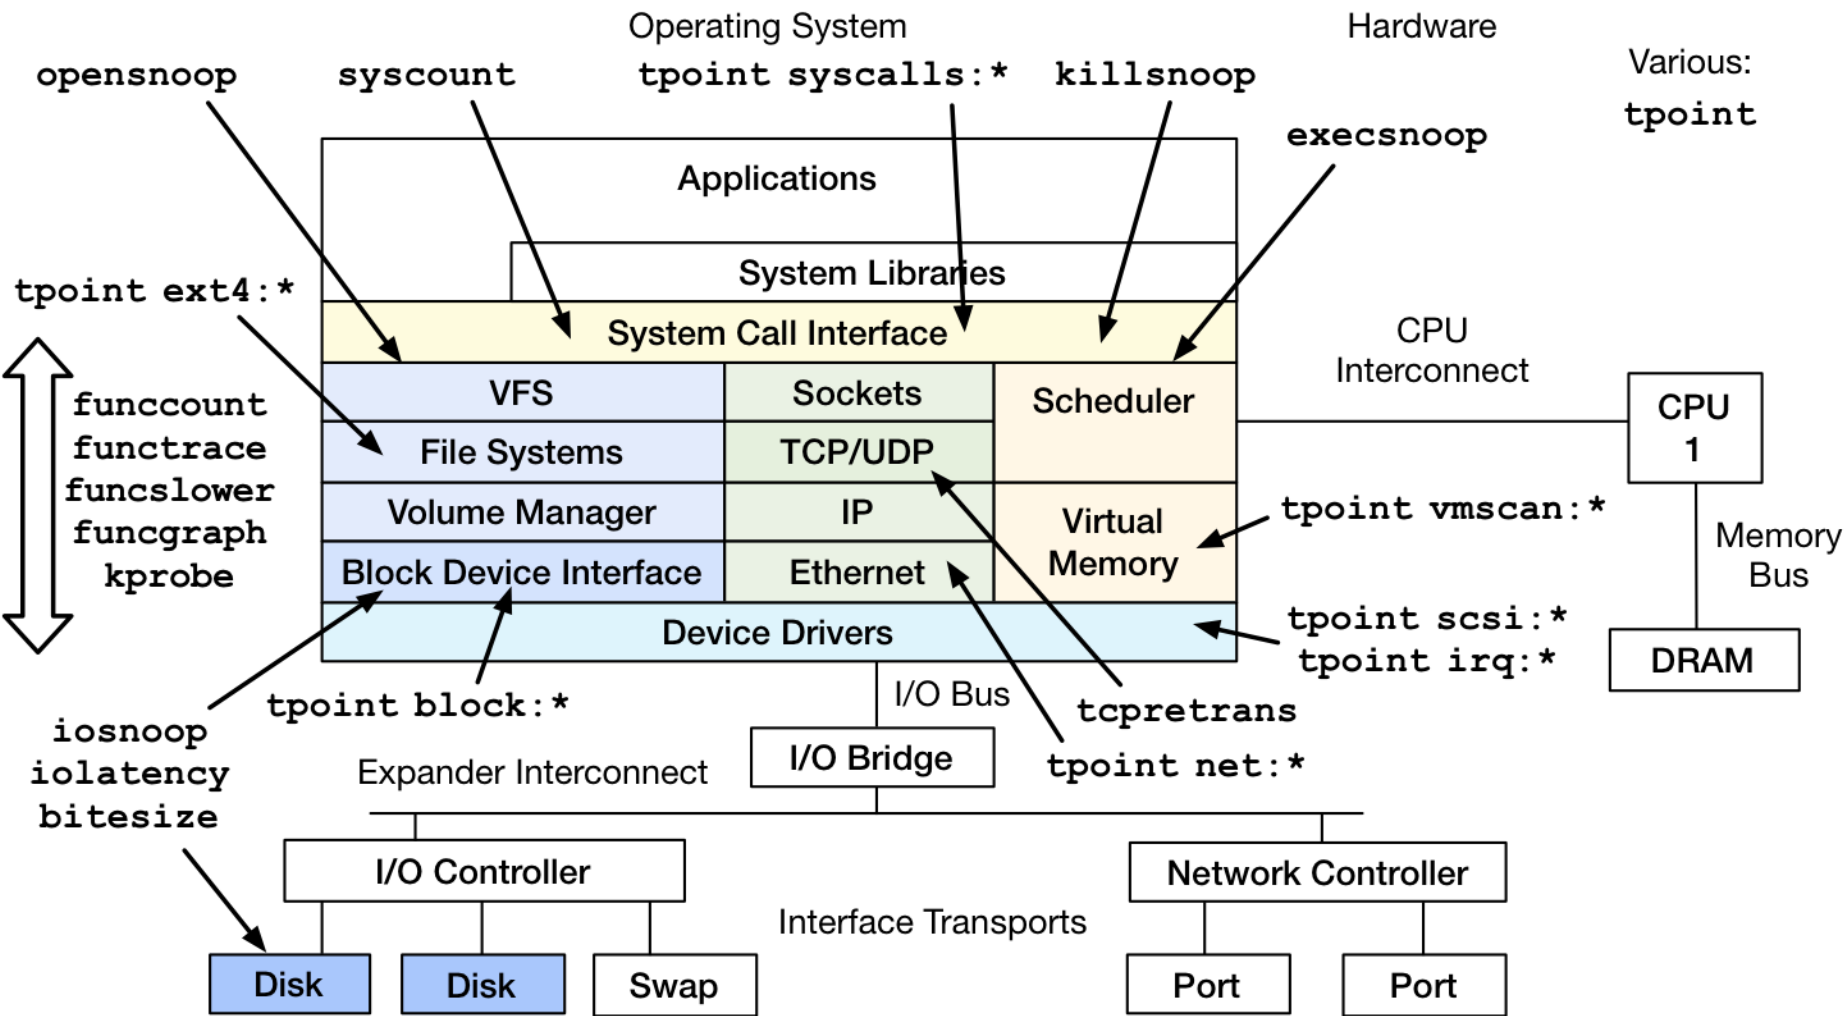 Operating System
Hardware
opensnoop
syscount
tpoint syscalls:*
killsnoop
Various:
tpoint
execsnoop
Applications
System Libraries
tpoint ext4:*
System Call Interface
CPU
Interconnect
VFS
Sockets
Scheduler
CPU
1
funccount
functrace
funcslower
funcgraph
kprobe
File Systems
TCP/UDP
Volume Manager
IP
Virtual
Memory
tpoint vmscan:*
Memory
Bus
Block Device Interface
Ethernet
Device Drivers
tpoint scsi:*
tpoint irq:*
DRAM
tpoint block:*
I/O Bus
tcpretrans
iosnoop
iolatency
bitesize
Expander Interconnect
I/O Bridge
tpoint net:*
I/O Controller
Network Controller
Interface Transports
Disk
Disk
Swap
Port
Port